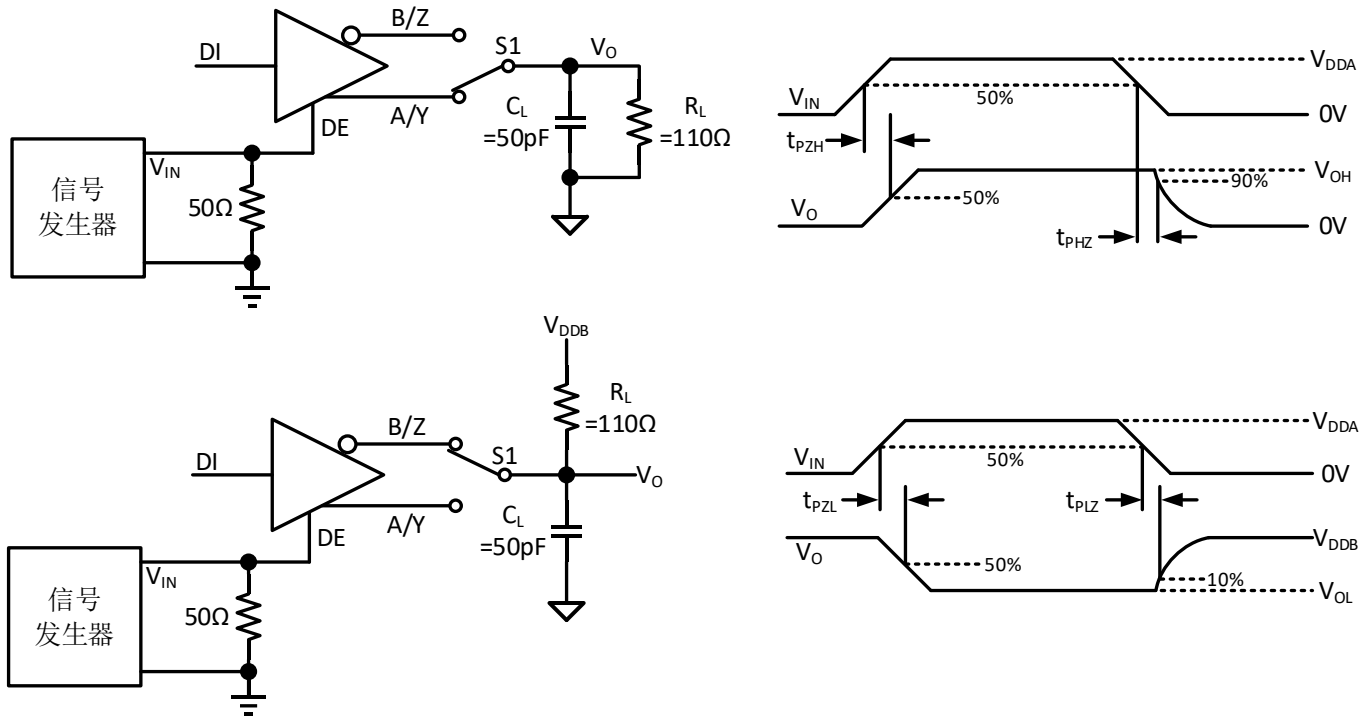 B/Z
DI
S1
VO
CL
=50pF
RL
=110Ω
A/Y
DE
VIN
信号
发生器
50Ω
VDDA
VIN
50%
0V
tPZH
VOH
90%
50%
VO
0V
tPHZ
VDDB
RL
=110Ω
B/Z
DI
S1
VO
A/Y
CL
=50pF
DE
VIN
信号
发生器
50Ω
VDDA
VIN
50%
0V
tPZL
tPLZ
VDDB
VO
50%
10%
VOL